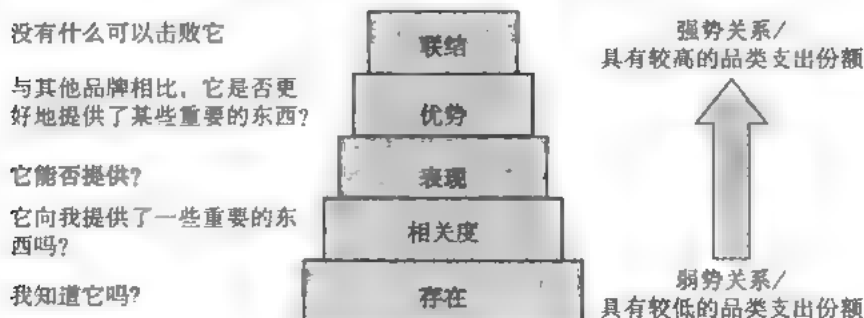 没有什么可以击败它
联结
强势关系/
具有较高的品类支出份额
与其他品牌相比，它是否更
好地提供了某些重要的东西?
优势
它能否提供?
表现
它向我提供了一些重要的东
西吗?
相关度
我知道它吗?
存在
弱势关系/
具有较低的品类支出份额